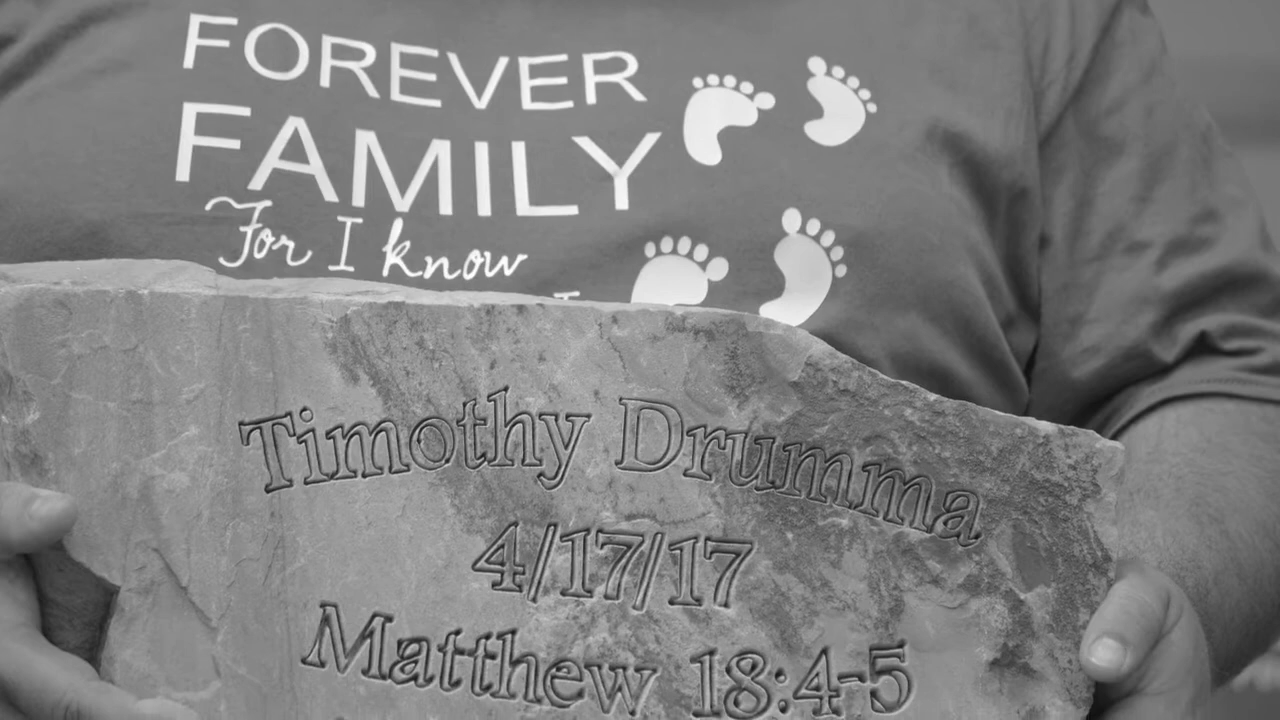 FOREVER
FAMILY
For I know
Timothy Drumma
4/17/17
Matthew 18:4-5